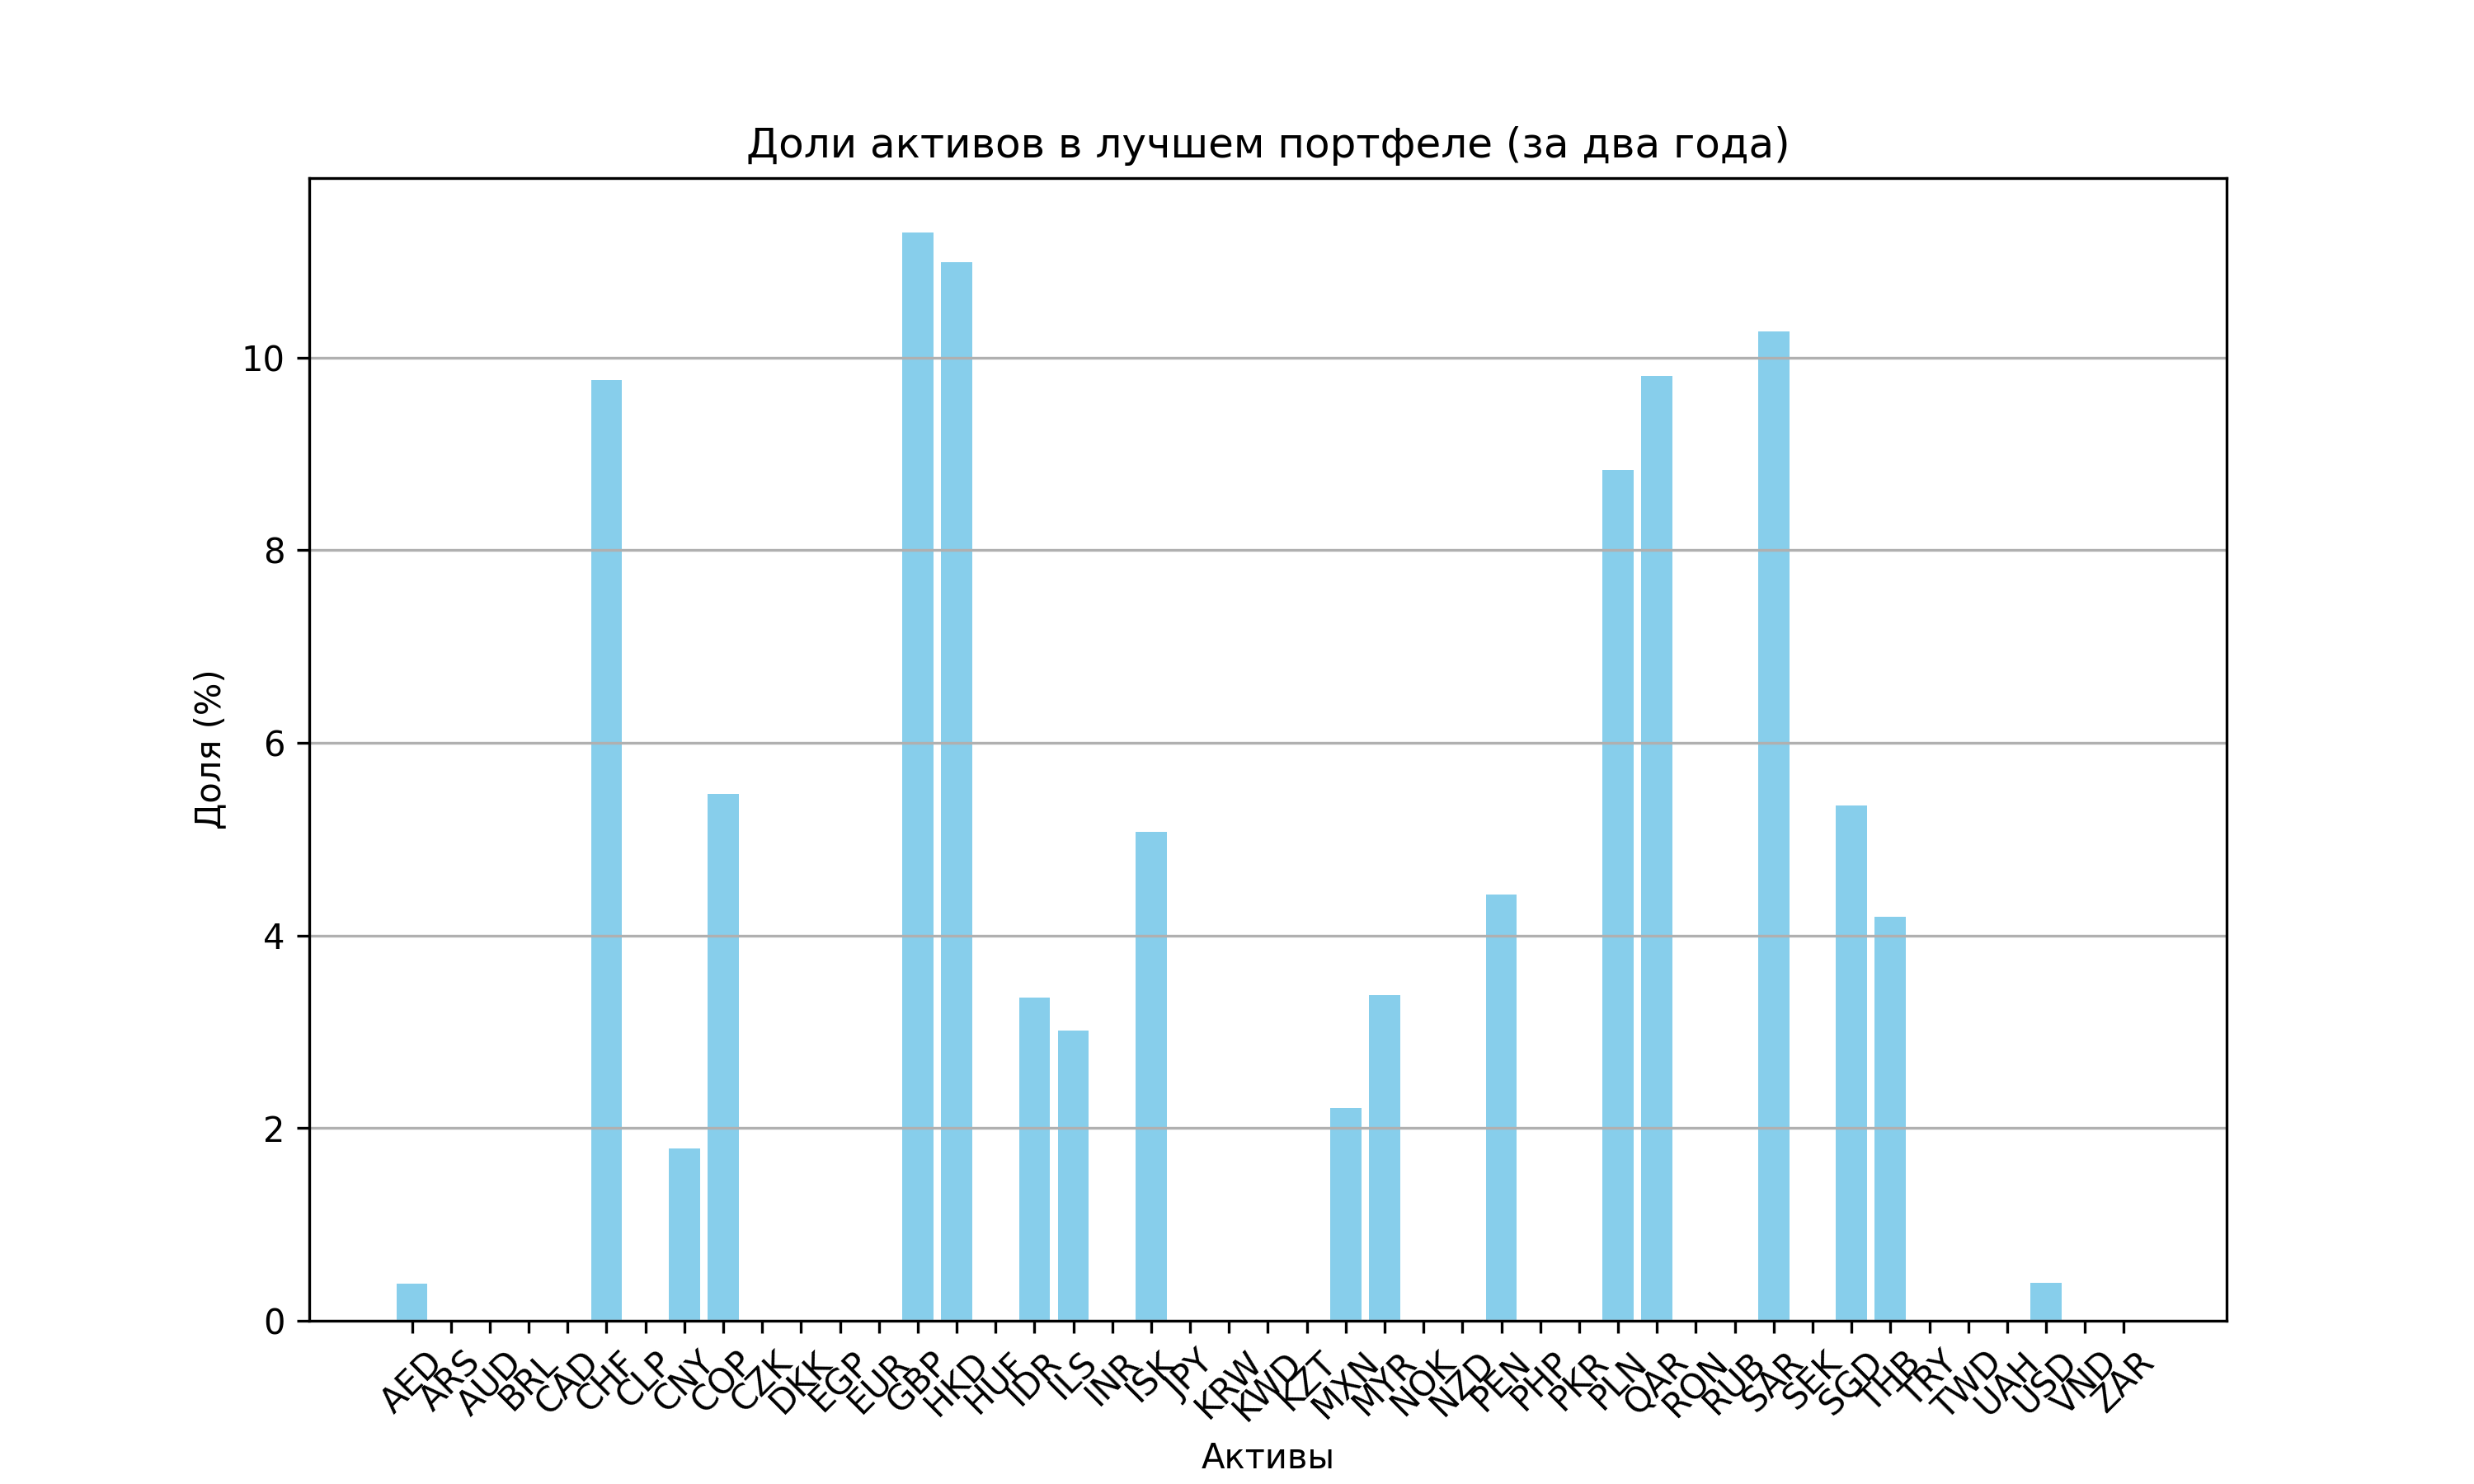 Доли активов в лучшем портфеле (за два года)
Доля (%)
10
8
6
4
2
0
AED ARS AUD BRL CAD CHF CLP CNY COP CZK DKK EGP EUR GBP HKD HUF IDR ILS INR ISK JPY KRW KWD KZT MXN MYR NOK NZD PEN PHP PKR PLN QAR RON RUB SAR SEK SGD THB TRY TWD UAH USD VND ZAR
Активы